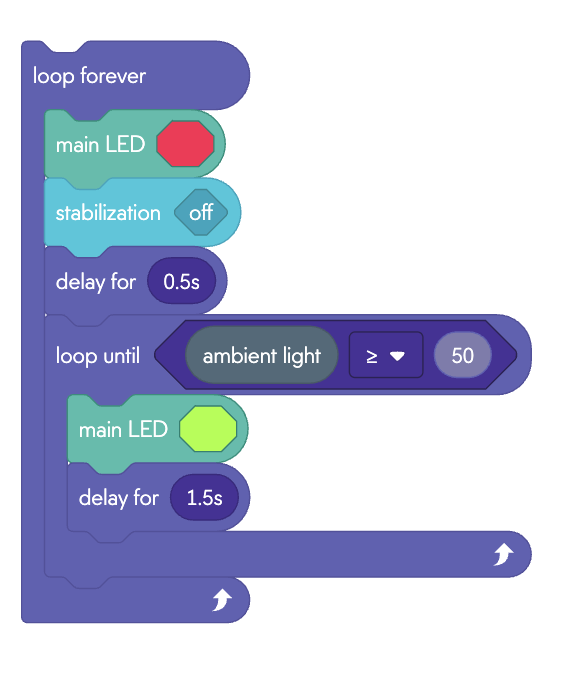 loop forever
main LED
stabilization off
delay for 0.5s
loop until ambient light ≥ 50
main LED
delay for 1.5s